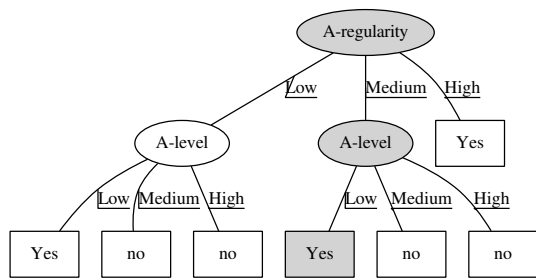 A-regularity
Low Medium High
A-level A-level Yes
Low Medium High Low Medium High
Yes no no Yes no no